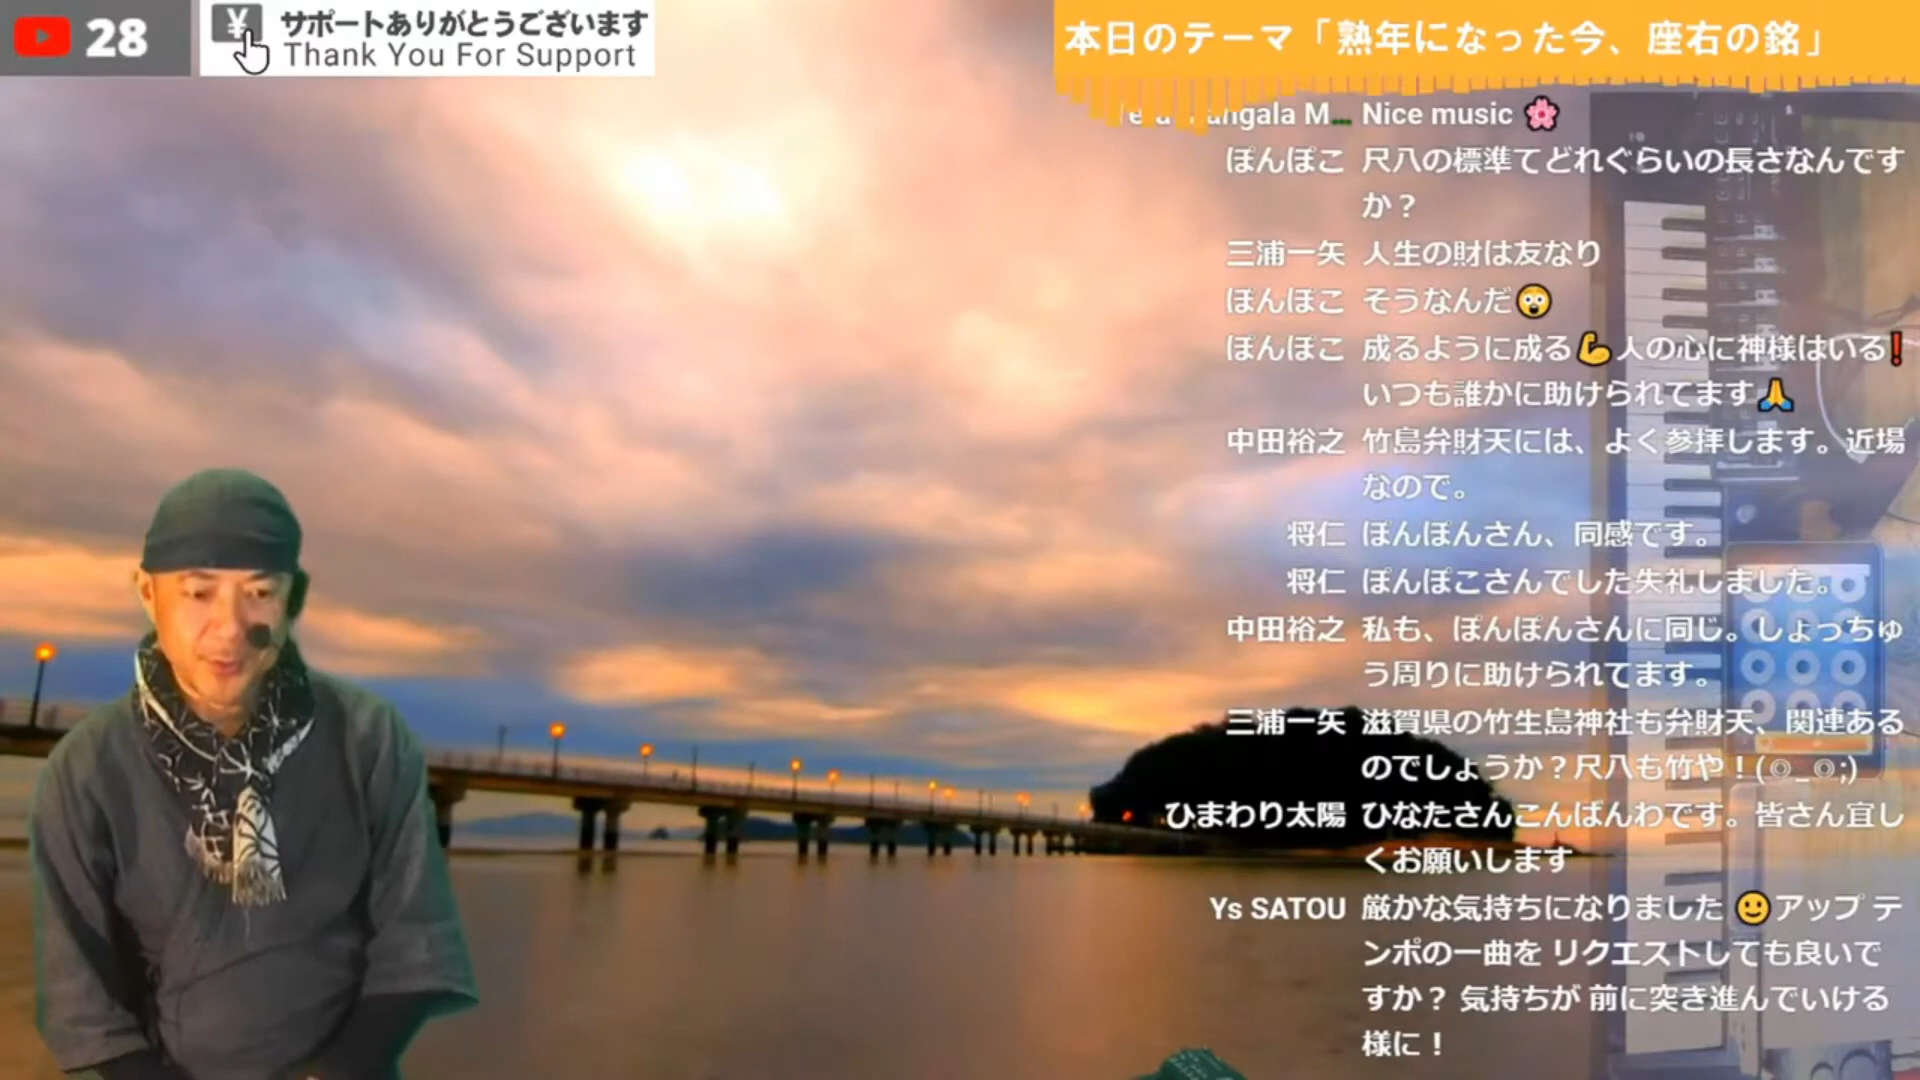 28
¥
サポートありがとうございます
Thank You For Support
本日のテーマ「熟年になった今、座右の銘」
ngala M... Nice music 🌸
ぽんぽこ 尺八の標準てどれぐらいの長さなんです
か？
三浦一矢 人生の財は友なり
ぽんぽこ そうなんだ😲
ぽんぽこ 成るように成る💪人の心に神様はいる❗
いつも誰かに助けられてます🙏
中田裕之 竹島弁財天には、よく参拝します。近場
なので。
将仁 ぽんぽんさん、同感です。
将仁 ぽんぽこさんでした失礼しました。
中田裕之 私も、ぽんぽんさんに同じ。しょっちゅ
う周りに助けられてます。
三浦一矢 滋賀県の竹生島神社も弁財天、関連ある
のでしょうか？尺八も竹や！(◎_◎;)
ひまわり太陽 ひなたさんこんばんわです。皆さん宜し
くお願いします
Ys SATOU 厳かな気持ちになりました 🙂アップ テ
ンポの一曲を リクエストしても良いで
すか？ 気持ちが 前に突き進んでいける
様に！